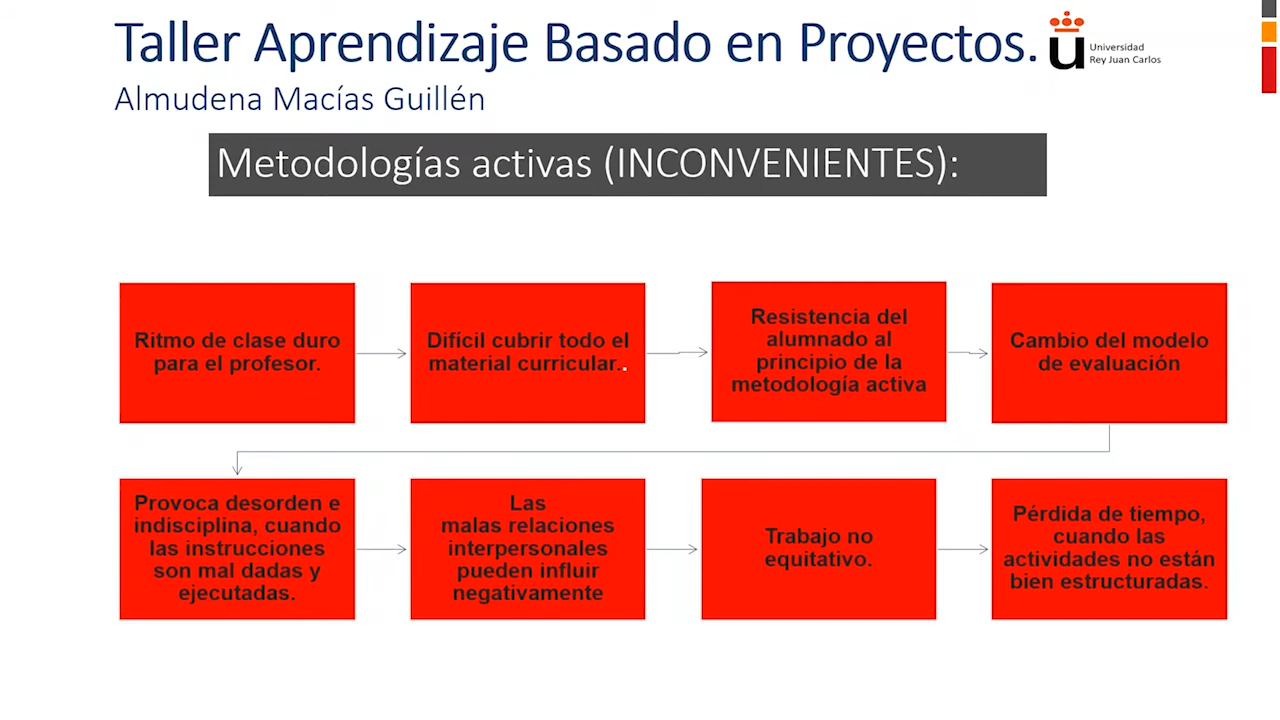 Taller Aprendizaje Basado en Proyectos.
Universidad
Rey Juan Carlos
Almudena Macías Guillén
Metodologías activas (INCONVENIENTES):
Ritmo de clase duro
para el profesor.
Difícil cubrir todo el
material curricular..
Resistencia del
alumnado al
principio de la
metodología activa
Cambio del modelo
de evaluación
Provoca desorden e
indisciplina, cuando
las instrucciones
son mal dadas y
ejecutadas.
Las
malas relaciones
interpersonales
pueden influir
negativamente
Trabajo no
equitativo.
Pérdida de tiempo,
cuando las
actividades no están
bien estructuradas.